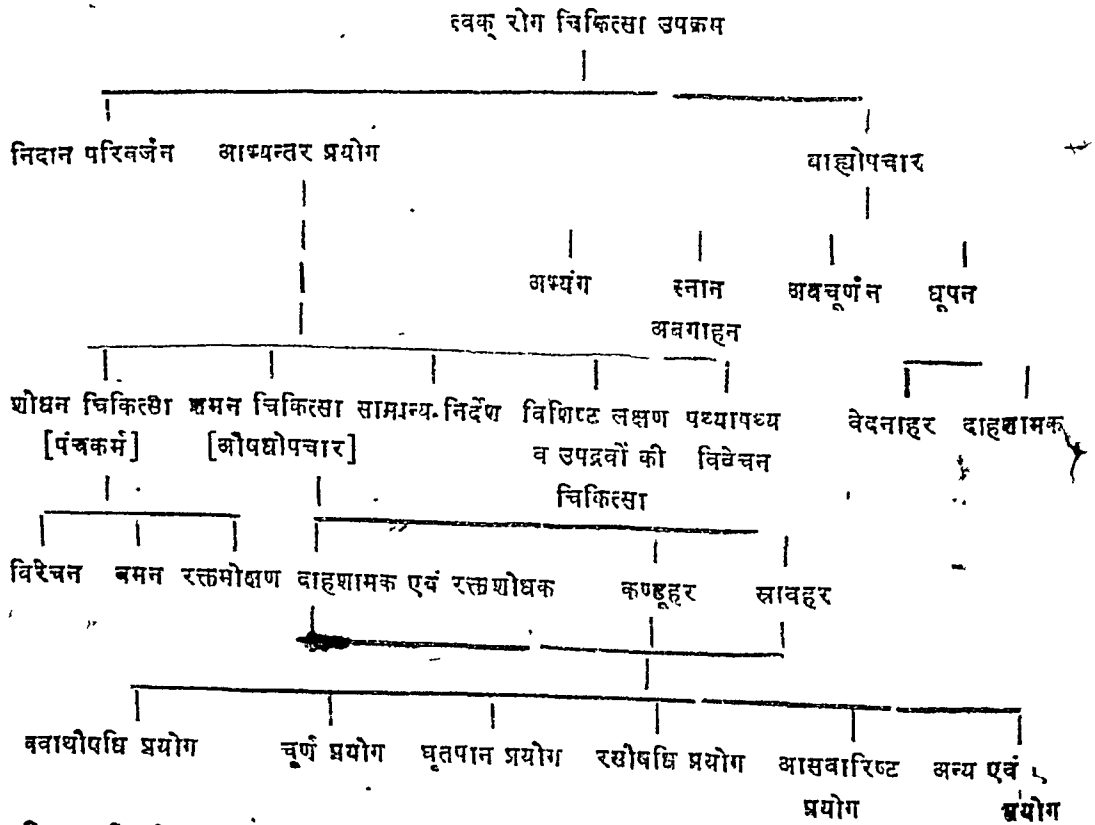 त्वक् रोग चिकित्सा उपक्रम
निदान परिवर्जन आभ्यन्तर प्रयोग बाह्योपचार
अभ्यंग स्नान अवचूर्णन धूपन
अवगाहन
शोधन चिकित्सा शमन चिकित्सा सामान्य निर्देश विशिष्ट लक्षण पथ्यापथ्य वेदनाहर दाहशामक
[पंचकर्म] [औषधोपचार] व उपद्रवों की विवेचन
चिकित्सा
विरेचन वमन रक्तमोक्षण दाहशामक एवं रक्तशोधक कण्डूहर स्रावहर
क्वाथौषधि प्रयोग चूर्ण प्रयोग घृतपान प्रयोग रसौषधि प्रयोग आसवारिष्ट अन्य एवं
प्रयोग प्रयोग